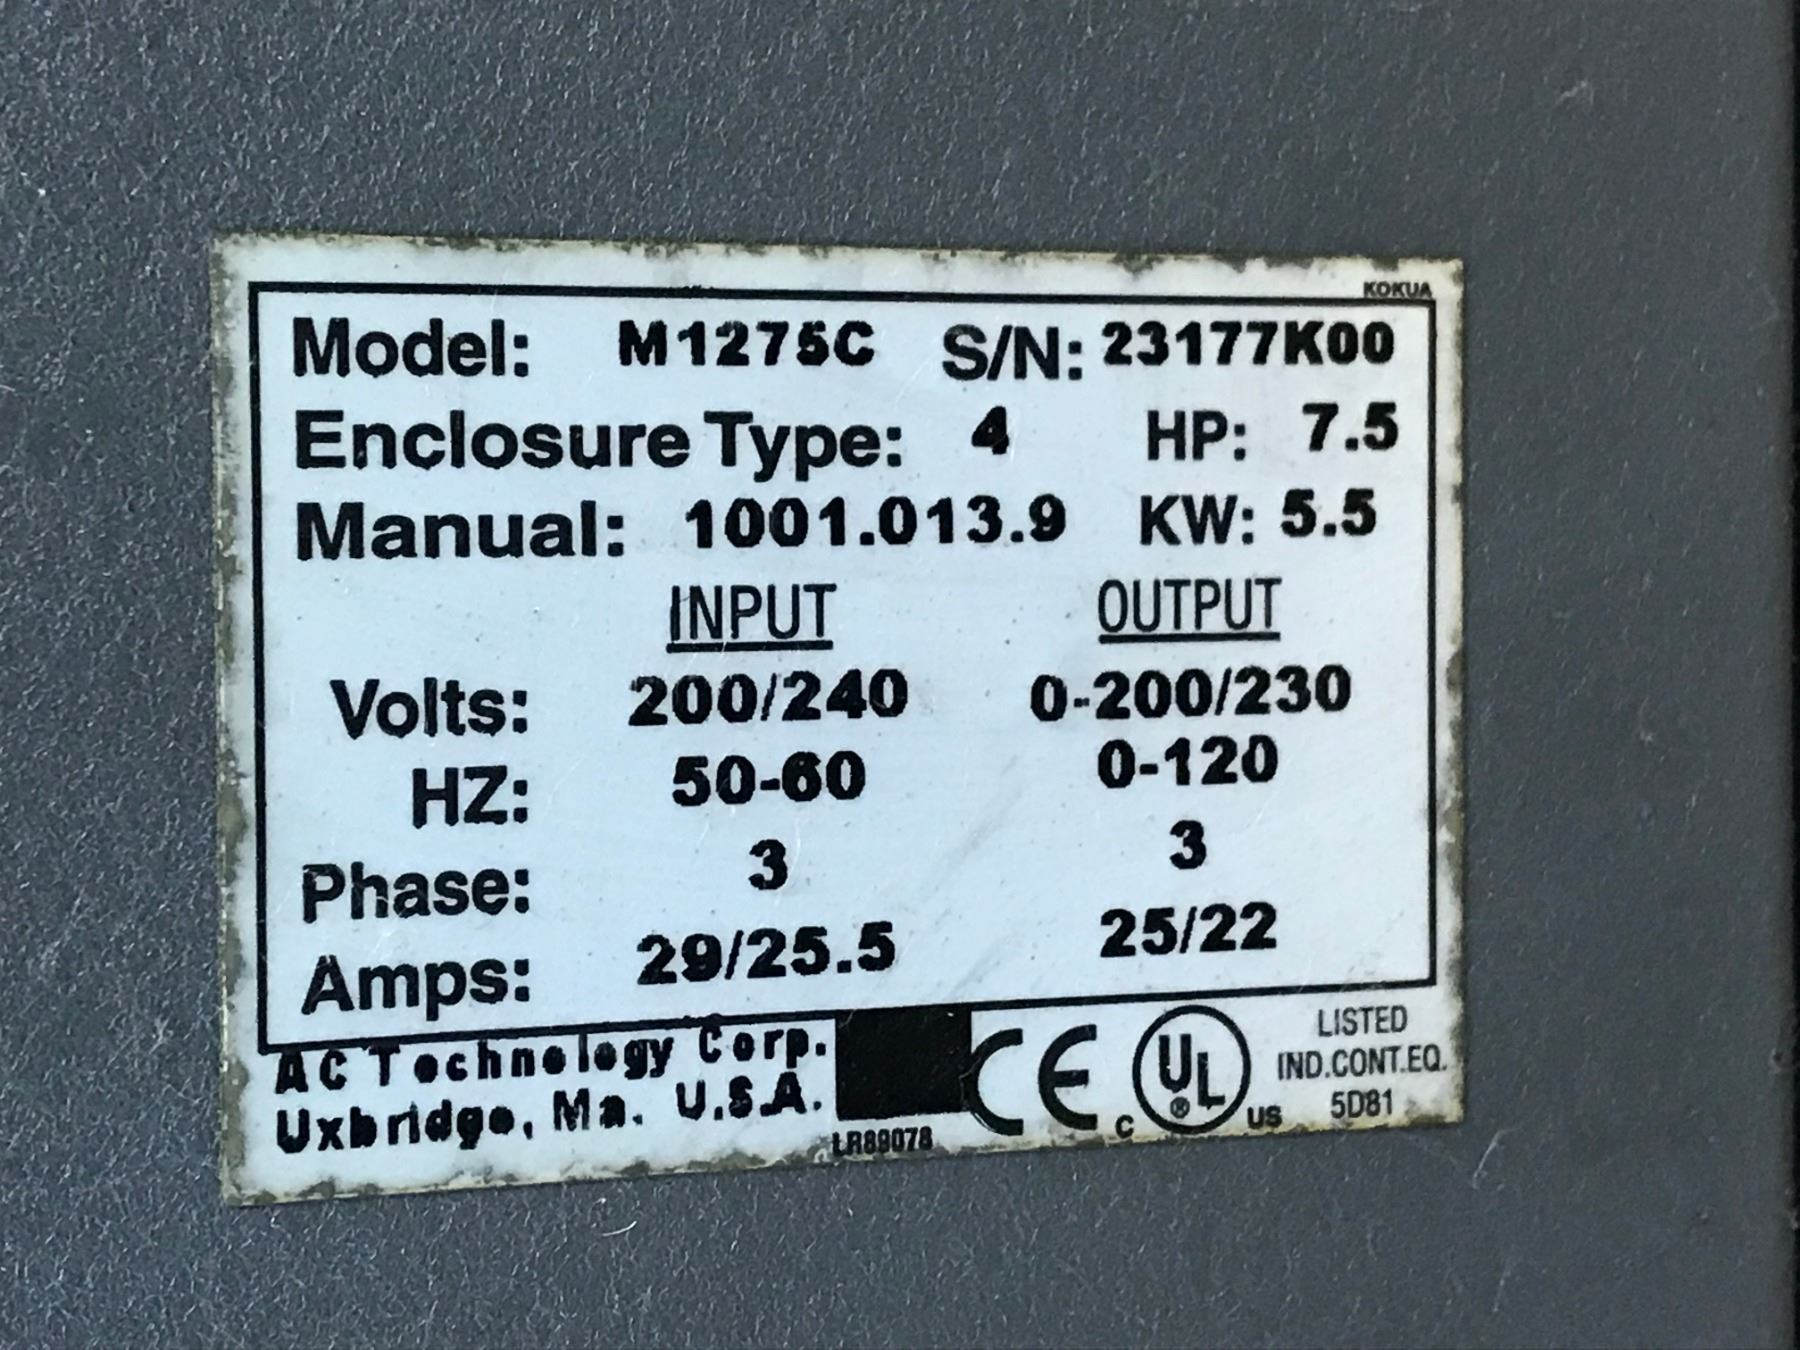 KOKUA
Model: M1275C S/N: 23177K00
Enclosure Type: 4 HP: 7.5
Manual: 1001.013.9 KW: 5.5
INPUT OUTPUT
Volts: 200/240 0-200/230
HZ: 50-60 0-120
Phase: 3 3
Amps: 29/25.5 25/22
AC Technology Corp.
Uxbridge, Ma. U.S.A.
LR89078
CE
C UL ® US
LISTED
IND.CONT.EQ.
5D81